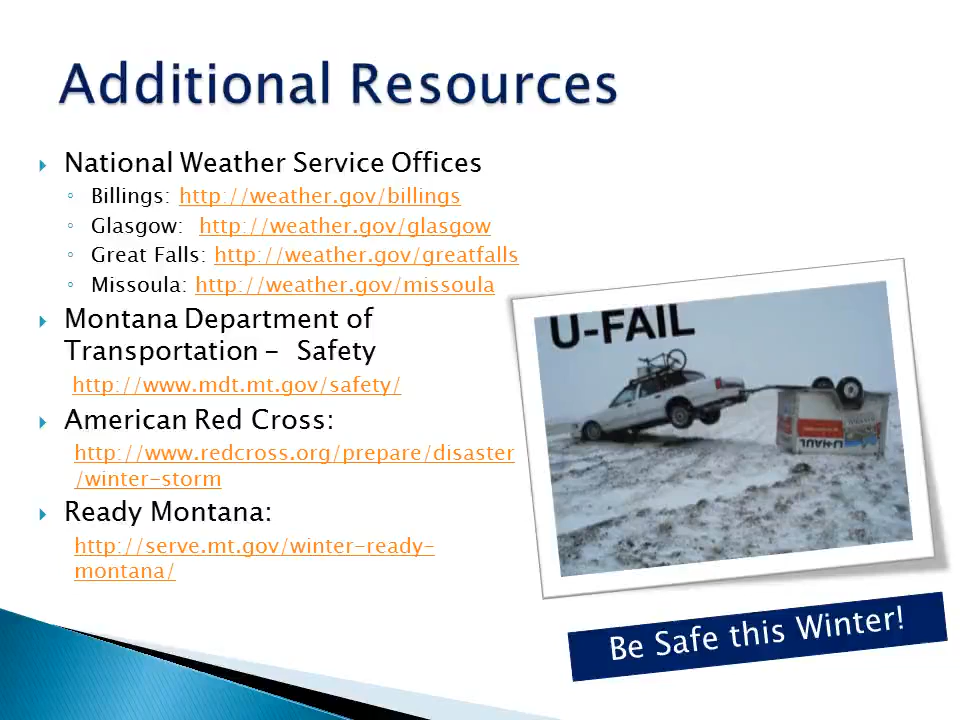 Additional Resources
National Weather Service Offices
Billings: http://weather.gov/billings
Glasgow: http://weather.gov/glasgow
Great Falls: http://weather.gov/greatfalls
Missoula: http://weather.gov/missoula
Montana Department of
Transportation - Safety
http://www.mdt.mt.gov/safety/
American Red Cross:
http://www.redcross.org/prepare/disaster
/winter-storm
Ready Montana:
http://serve.mt.gov/winter-ready-
montana/
U-FAIL
U-HAUL
Be Safe this Winter!